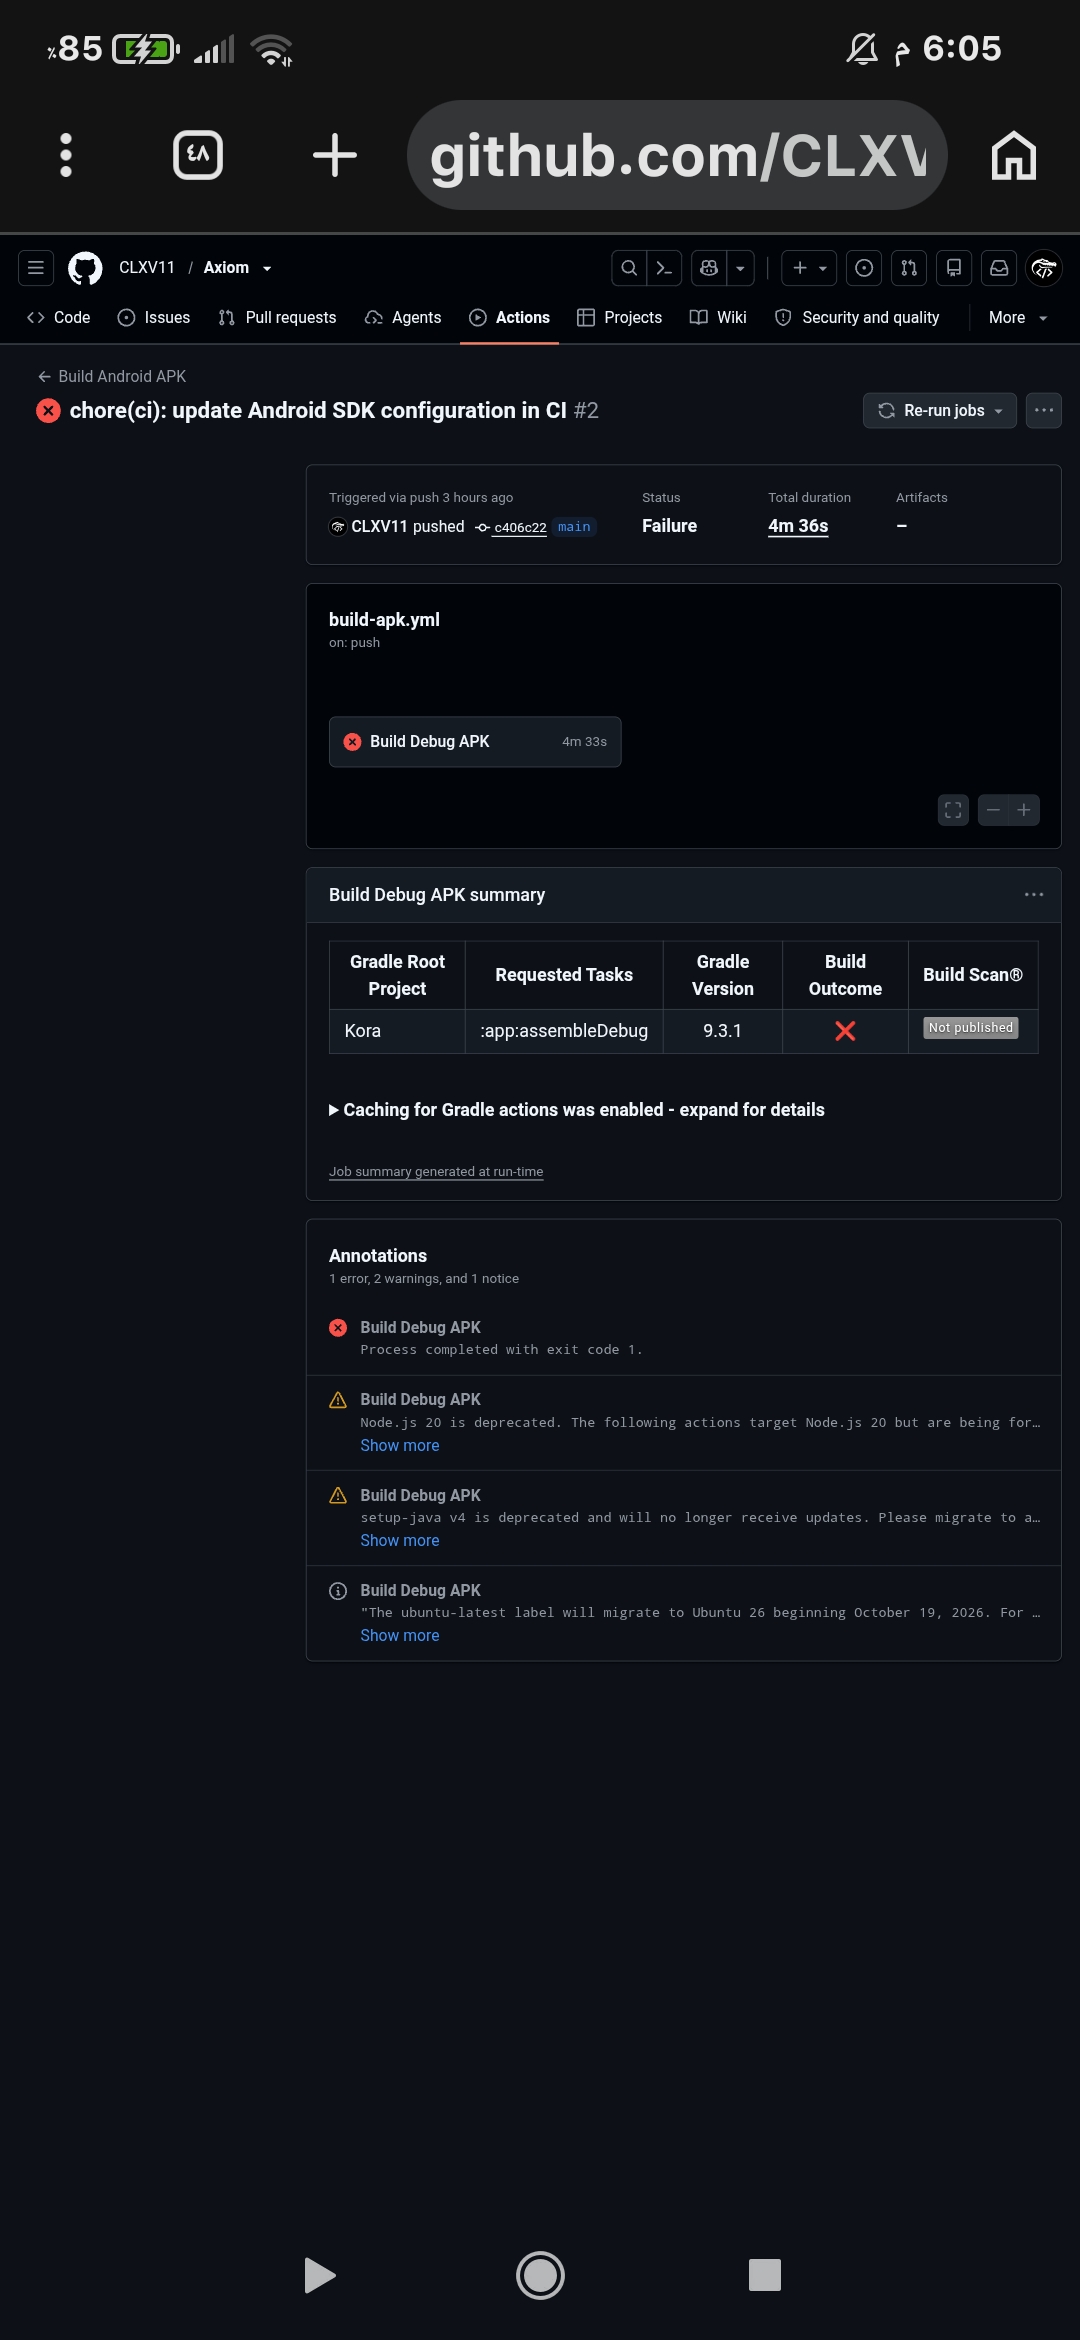 %85
م 6:05
٤٨
github.com/CLXV
CLXV11 / Axiom
Code Issues Pull requests Agents Actions Projects Wiki Security and quality More
Build Android APK
chore(ci): update Android SDK configuration in CI #2
Re-run jobs
Triggered via push 3 hours ago
CLXV11 pushed c406c22 main
Status
Failure
Total duration
4m 36s
Artifacts
–
build-apk.yml
on: push
Build Debug APK 4m 33s
Build Debug APK summary
Gradle Root Project Requested Tasks Gradle Version Build Outcome Build Scan®
Kora :app:assembleDebug 9.3.1 ❌ Not published
Caching for Gradle actions was enabled - expand for details
Job summary generated at run-time
Annotations
1 error, 2 warnings, and 1 notice
Build Debug APK
Process completed with exit code 1.
Build Debug APK
Node.js 20 is deprecated. The following actions target Node.js 20 but are being for…
Show more
Build Debug APK
setup-java v4 is deprecated and will no longer receive updates. Please migrate to a…
Show more
Build Debug APK
"The ubuntu-latest label will migrate to Ubuntu 26 beginning October 19, 2026. For …
Show more